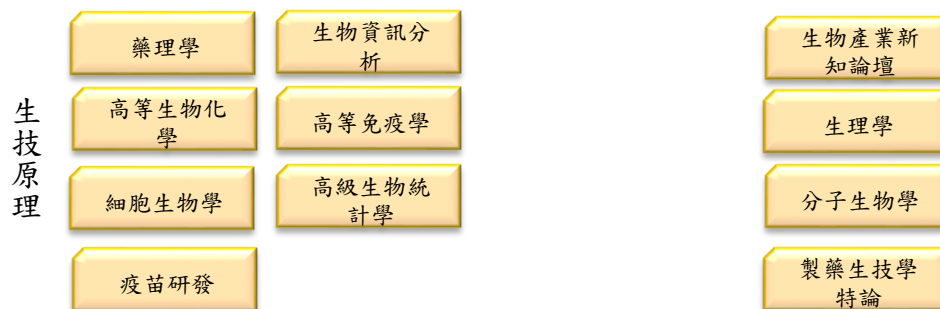 生技原理
藥理學
生物資訊分
析
高等生物化
學
高等免疫學
細胞生物學
高級生物統
計學
疫苗研發
生物產業新
知論壇
生理學
分子生物學
製藥生技學
特論